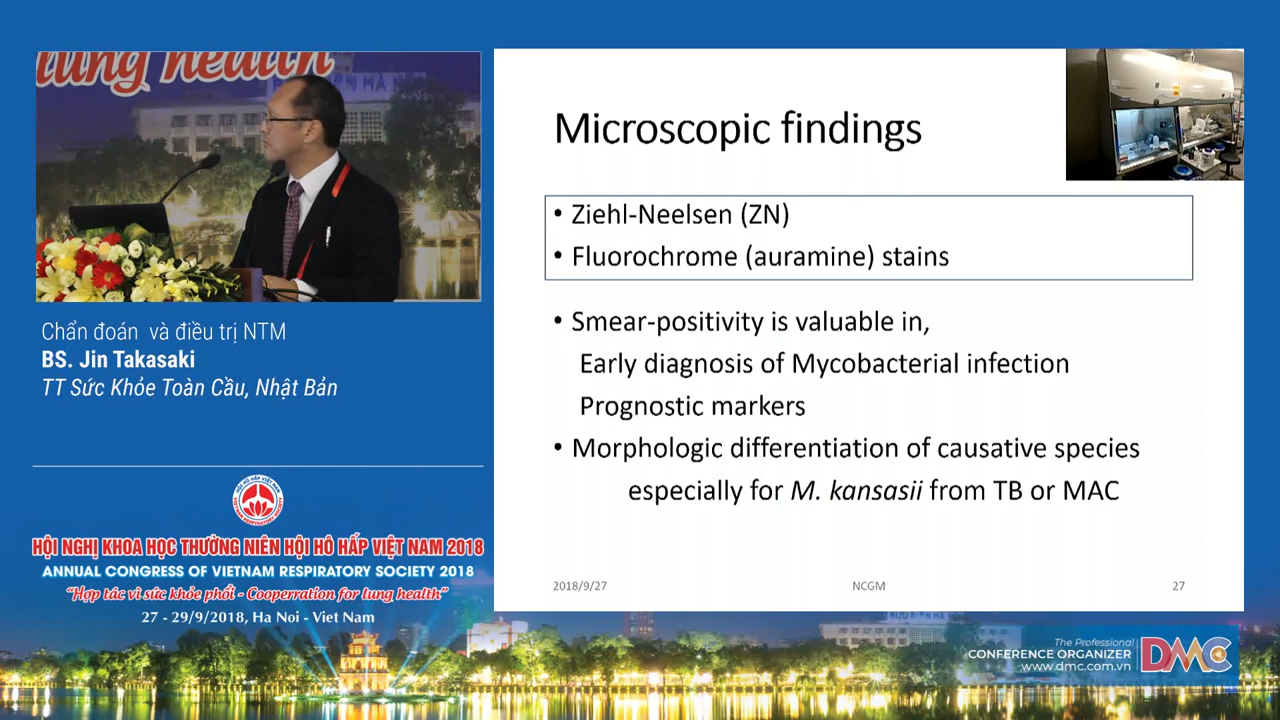 lung health
Chẩn đoán và điều trị NTM
BS. Jin Takasaki
TT Sức Khỏe Toàn Cầu, Nhật Bản
HỘI NGHỊ KHOA HỌC THƯỜNG NIÊN HỘI HÔ HẤP VIỆT NAM 2018
ANNUAL CONGRESS OF VIETNAM RESPIRATORY SOCIETY 2018
"Hợp tác vì sức khỏe phổi - Cooperration for lung health"
27 - 29/9/2018, Ha Noi - Viet Nam
Microscopic findings
• Ziehl-Neelsen (ZN)
• Fluorochrome (auramine) stains
• Smear-positivity is valuable in,
Early diagnosis of Mycobacterial infection
Prognostic markers
• Morphologic differentiation of causative species
especially for M. kansasii from TB or MAC
2018/9/27 NCGM 27
The Professional
CONFERENCE ORGANIZER
www.dmc.com.vn
DMC